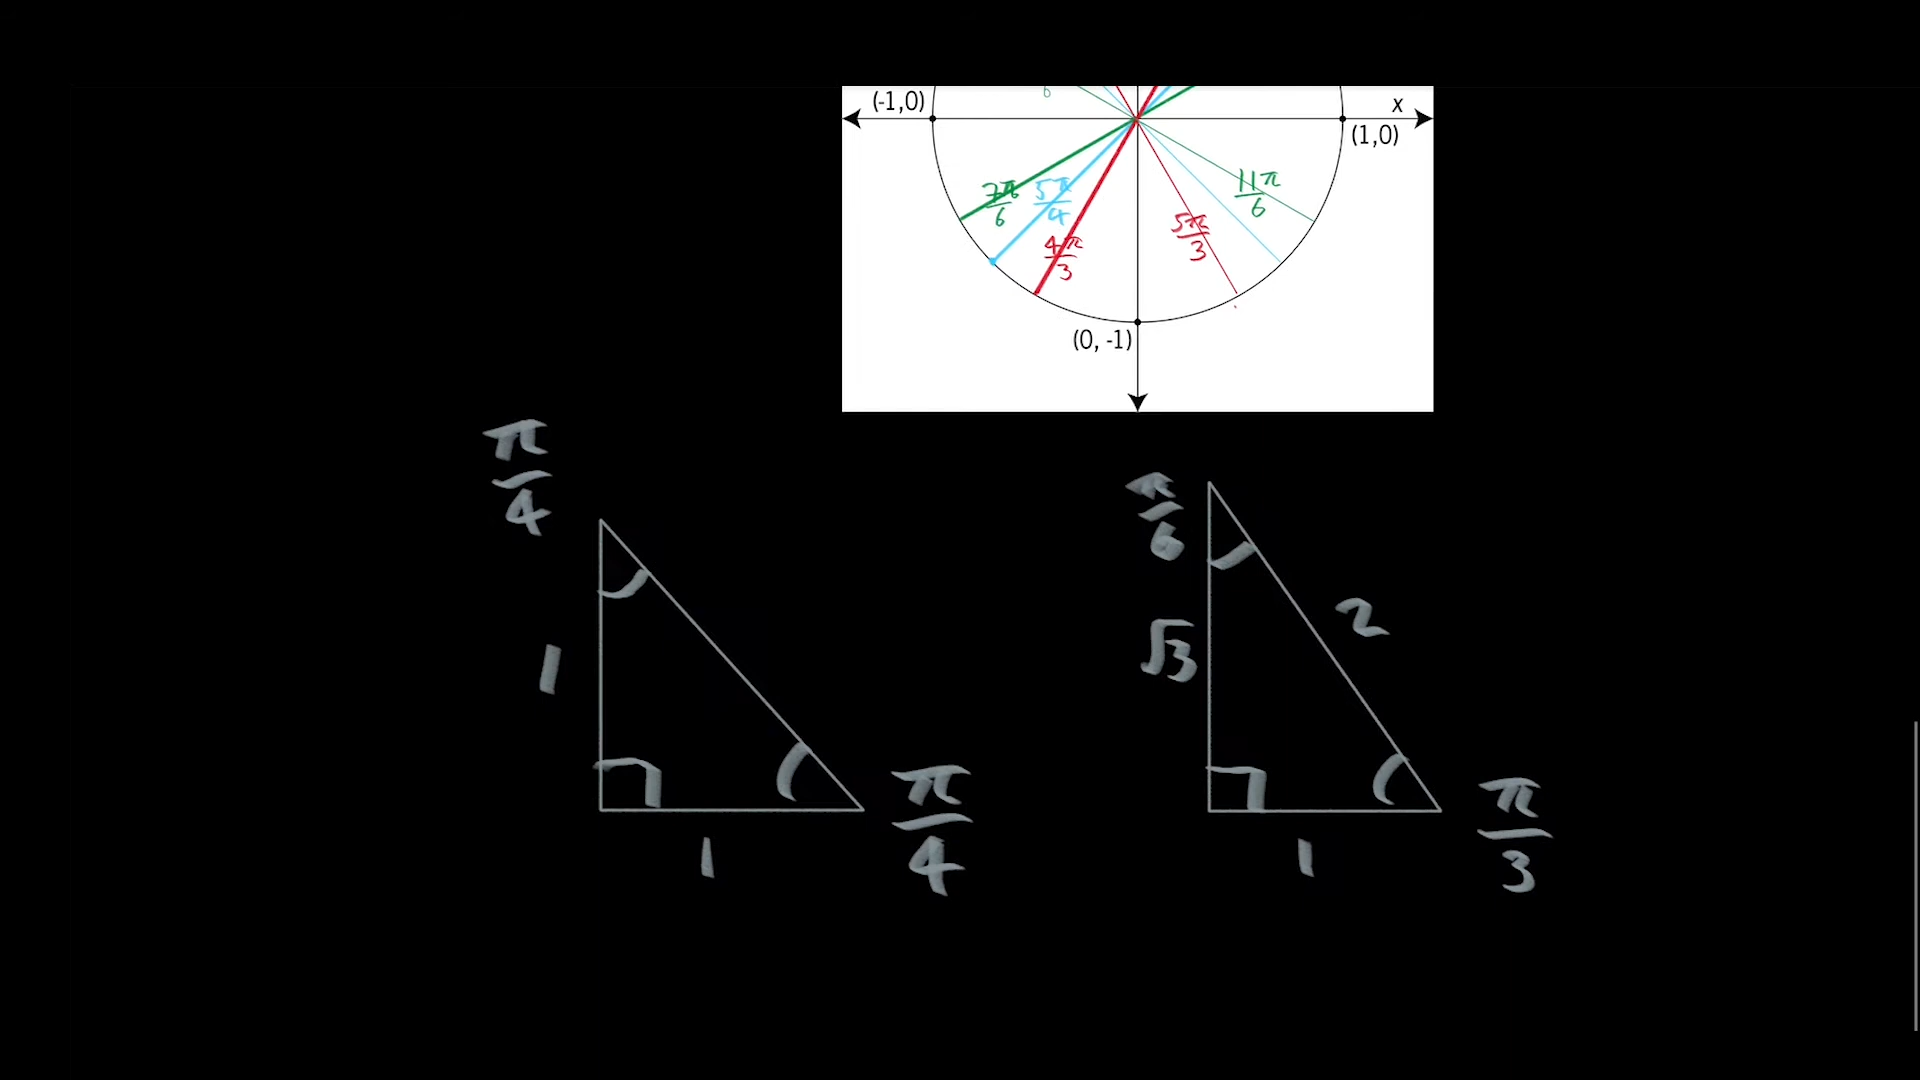 (-1,0)
6
x
(1,0)
7π/6
5π/4
4π/3
5π/3
11π/6
(0, -1)
π/4
1
1
π/4
π/6
√3
2
1
π/3